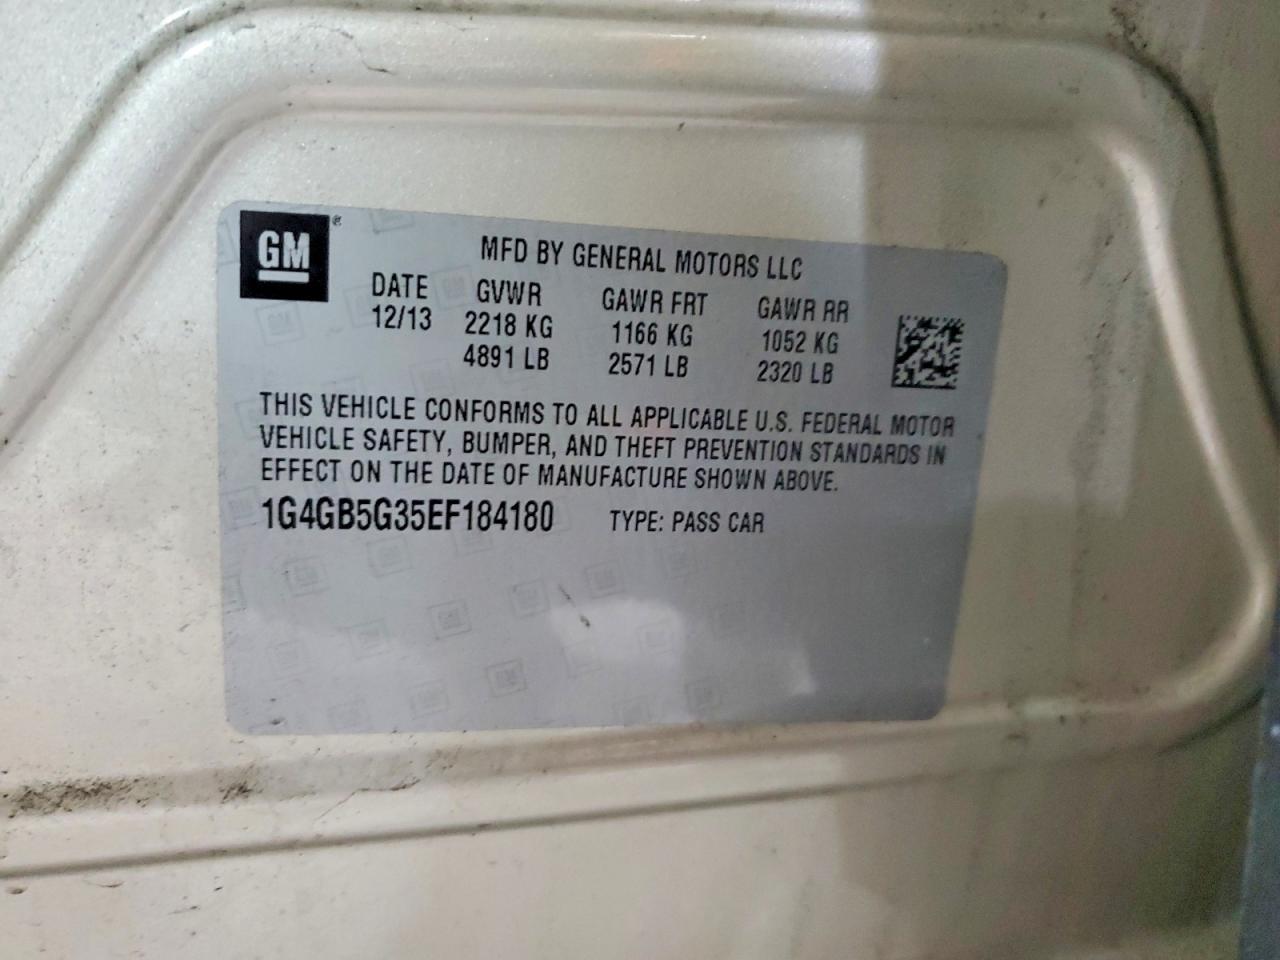 GM®
MFD BY GENERAL MOTORS LLC
DATE GVWR GAWR FRT GAWR RR
12/13 2218 KG 1166 KG 1052 KG
4891 LB 2571 LB 2320 LB
THIS VEHICLE CONFORMS TO ALL APPLICABLE U.S. FEDERAL MOTOR
VEHICLE SAFETY, BUMPER, AND THEFT PREVENTION STANDARDS IN
EFFECT ON THE DATE OF MANUFACTURE SHOWN ABOVE.
1G4GB5G35EF184180 TYPE: PASS CAR